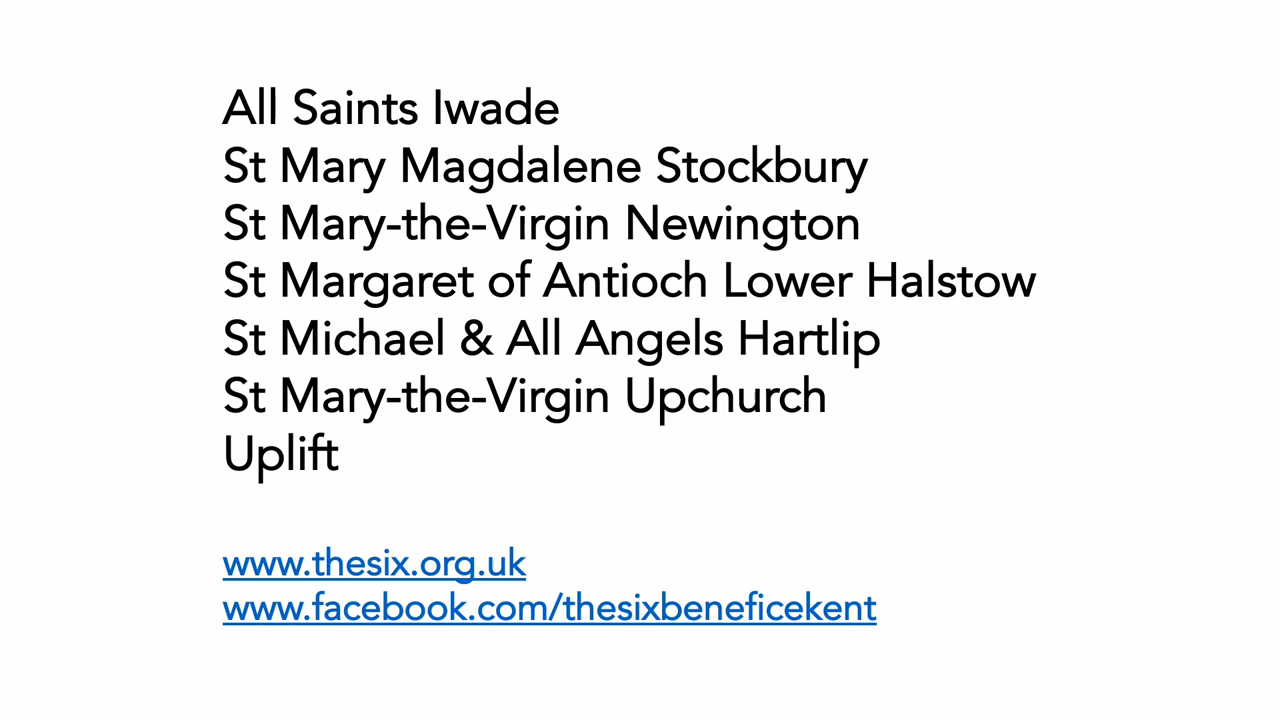 All Saints Iwade
St Mary Magdalene Stockbury
St Mary-the-Virgin Newington
St Margaret of Antioch Lower Halstow
St Michael & All Angels Hartlip
St Mary-the-Virgin Upchurch
Uplift
www.thesix.org.uk
www.facebook.com/thesixbeneficekent